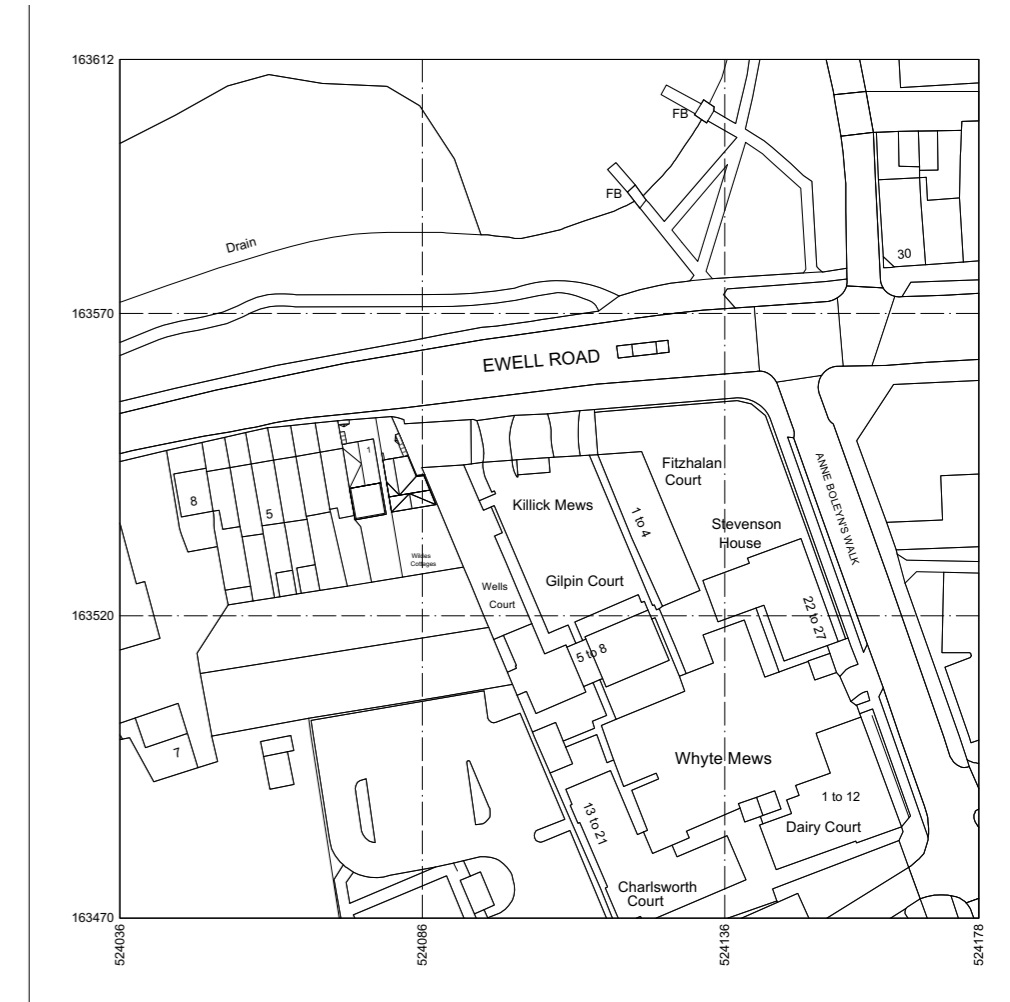 163612
FB
FB
Drain
30
163570
EWELL ROAD
1
Fitzhalan
Court
ANNE BOLEYN'S WALK
8
5
Killick Mews
1 to 4
Stevenson
House
Wildes
Cottages
Gilpin Court
Wells
Court
22 to 27
163520
5 to 8
7
Whyte Mews
13 to 21
1 to 12
Dairy Court
Charlsworth
Court
163470
524036
524086
524136
524178